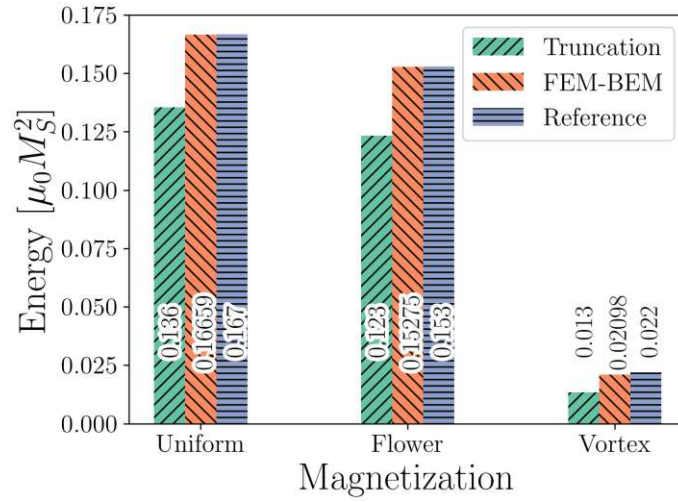 0.175
0.150
0.125
0.100
0.075
0.050
0.025
0.000
Energy [μ₀M_S²]
Truncation
FEM-BEM
Reference
0.136
0.16659
0.167
0.123
0.15275
0.153
0.013
0.02098
0.022
Uniform
Flower
Vortex
Magnetization